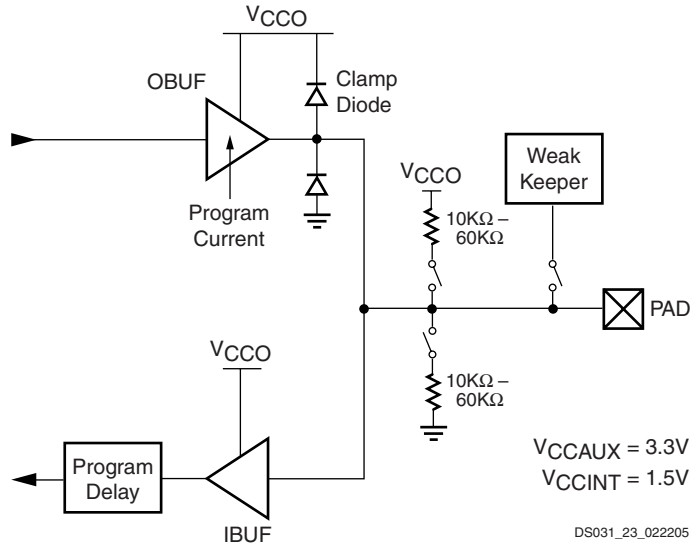 VCCO
OBUF
Clamp
Diode
Program
Current
VCCO
10KΩ –
60KΩ
Weak
Keeper
PAD
10KΩ –
60KΩ
VCCO
Program
Delay
IBUF
VCCAUX = 3.3V
VCCINT = 1.5V
DS031_23_022205